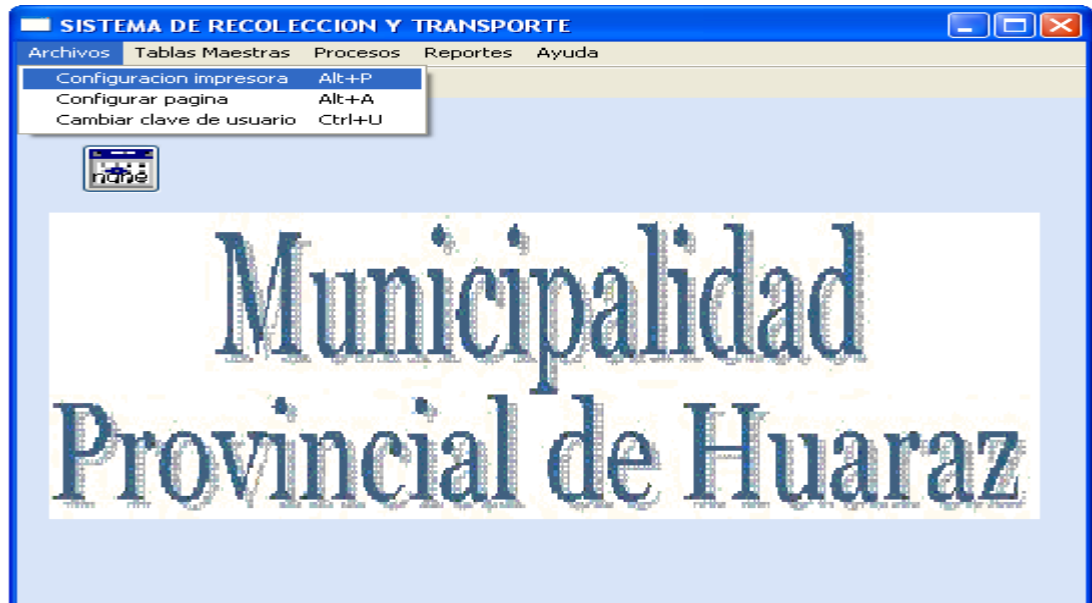 SISTEMA DE RECOLECCION Y TRANSPORTE
Archivos Tablas Maestras Procesos Reportes Ayuda
Configuracion impresora Alt+P
Configurar pagina Alt+A
Cambiar clave de usuario Ctrl+U
Municipalidad
Provincial de Huaraz